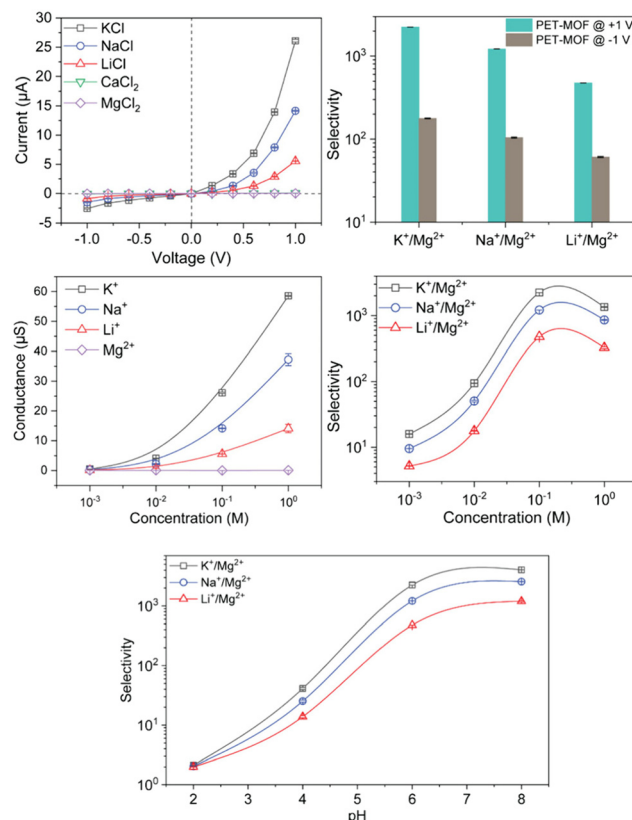 30
25
20
15
10
5
0
-5
Current (μA)
KCl
NaCl
LiCl
CaCl₂
MgCl₂
-1.0
-0.5
0.0
0.5
1.0
Voltage (V)
10³
10²
10¹
Selectivity
PET-MOF @ +1 V
PET-MOF @ -1 V
K⁺/Mg²⁺
Na⁺/Mg²⁺
Li⁺/Mg²⁺
60
50
40
30
20
10
0
Conductance (μS)
K⁺
Na⁺
Li⁺
Mg²⁺
10⁻³
10⁻²
10⁻¹
10⁰
Concentration (M)
10³
10²
10¹
Selectivity
K⁺/Mg²⁺
Na⁺/Mg²⁺
Li⁺/Mg²⁺
10⁻³
10⁻²
10⁻¹
10⁰
Concentration (M)
10³
10²
10¹
10⁰
Selectivity
K⁺/Mg²⁺
Na⁺/Mg²⁺
Li⁺/Mg²⁺
2
3
4
5
6
7
8
pH